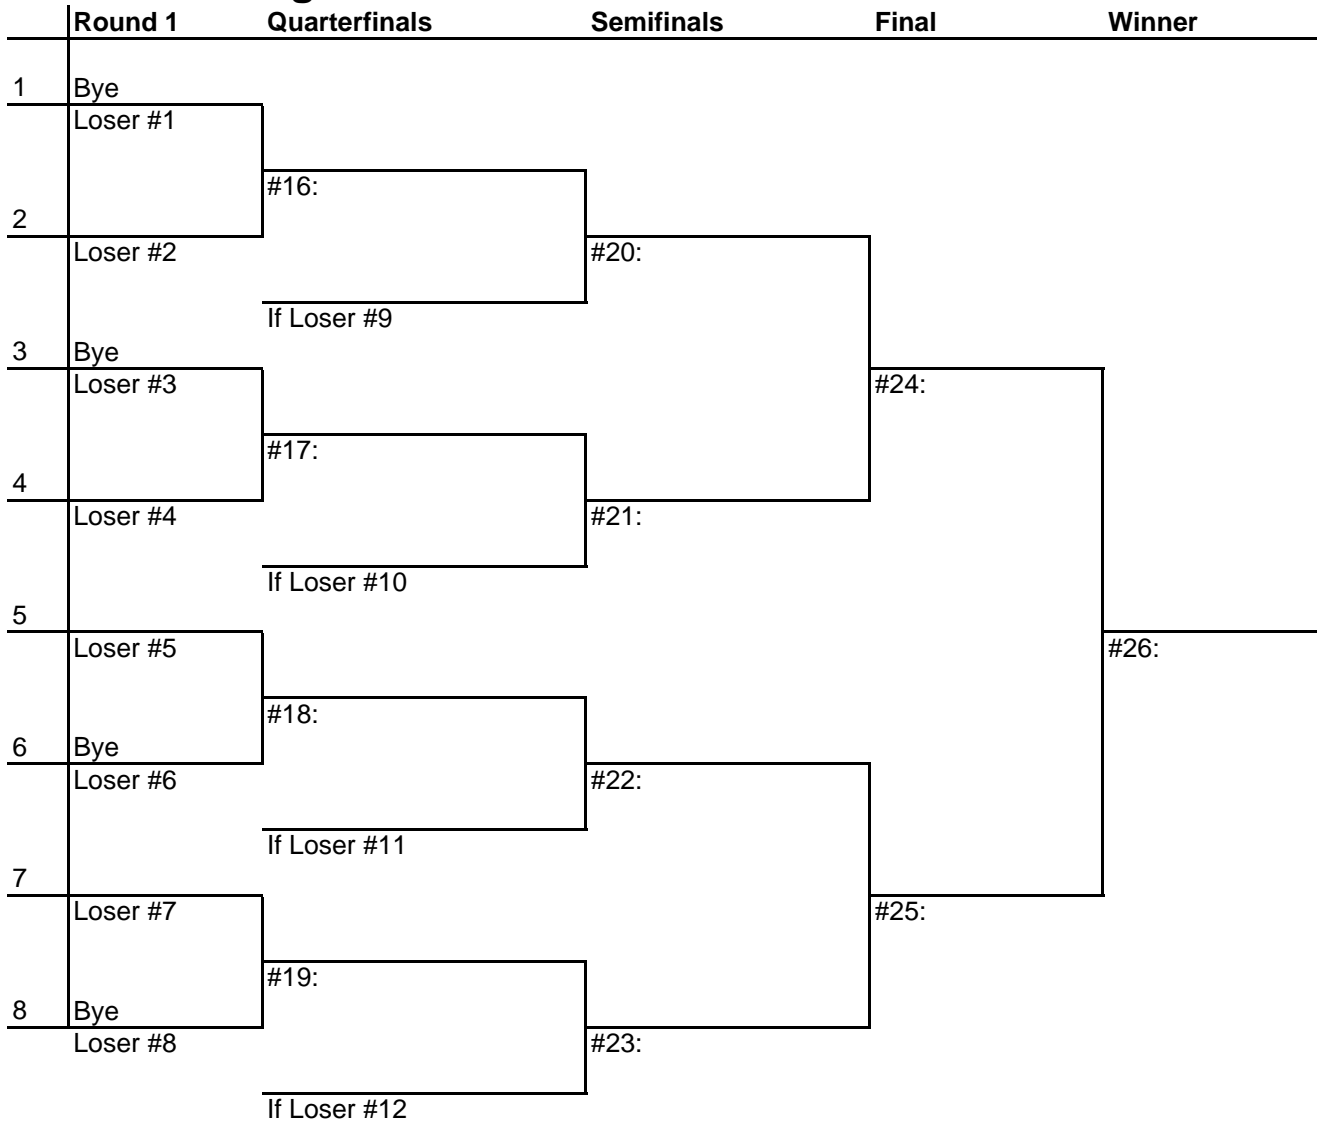 Round 1 Quarterfinals Semifinals Final Winner
1 Bye
Loser #1
#16:
2
Loser #2
#20:
If Loser #9
3 Bye
Loser #3
#24:
#17:
4
Loser #4
#21:
If Loser #10
5
Loser #5
#26:
#18:
6 Bye
Loser #6
#22:
If Loser #11
7
Loser #7
#25:
#19:
8 Bye
Loser #8
#23:
If Loser #12